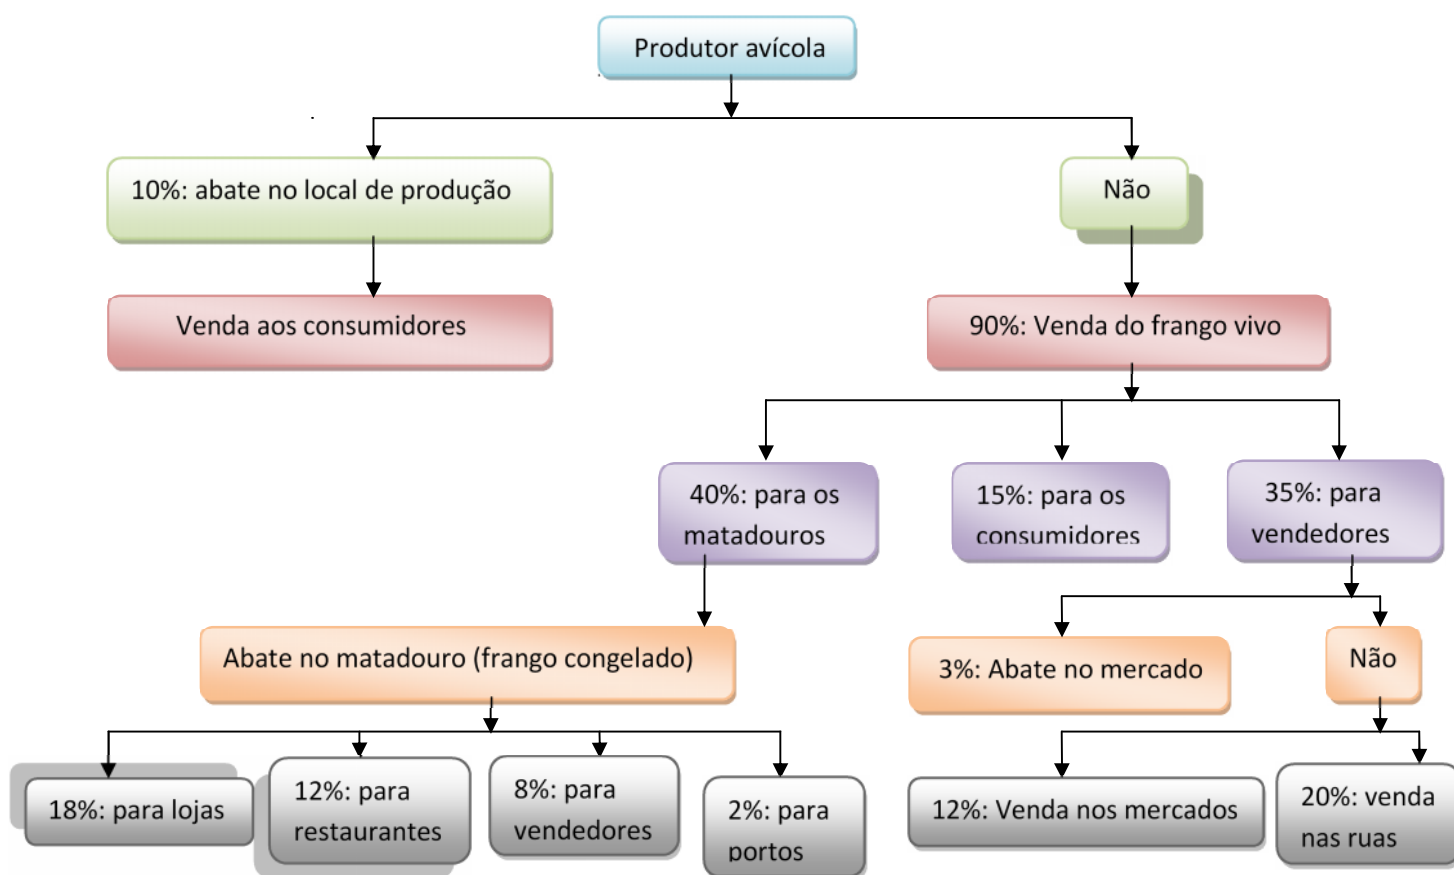 Produtor avícola
10%: abate no local de produção
Não
Venda aos consumidores
90%: Venda do frango vivo
40%: para os
matadouros
15%: para os
consumidores
35%: para
vendedores
Abate no matadouro (frango congelado)
3%: Abate no mercado
Não
18%: para lojas
12%: para
restaurantes
8%: para
vendedores
2%: para
portos
12%: Venda nos mercados
20%: venda
nas ruas